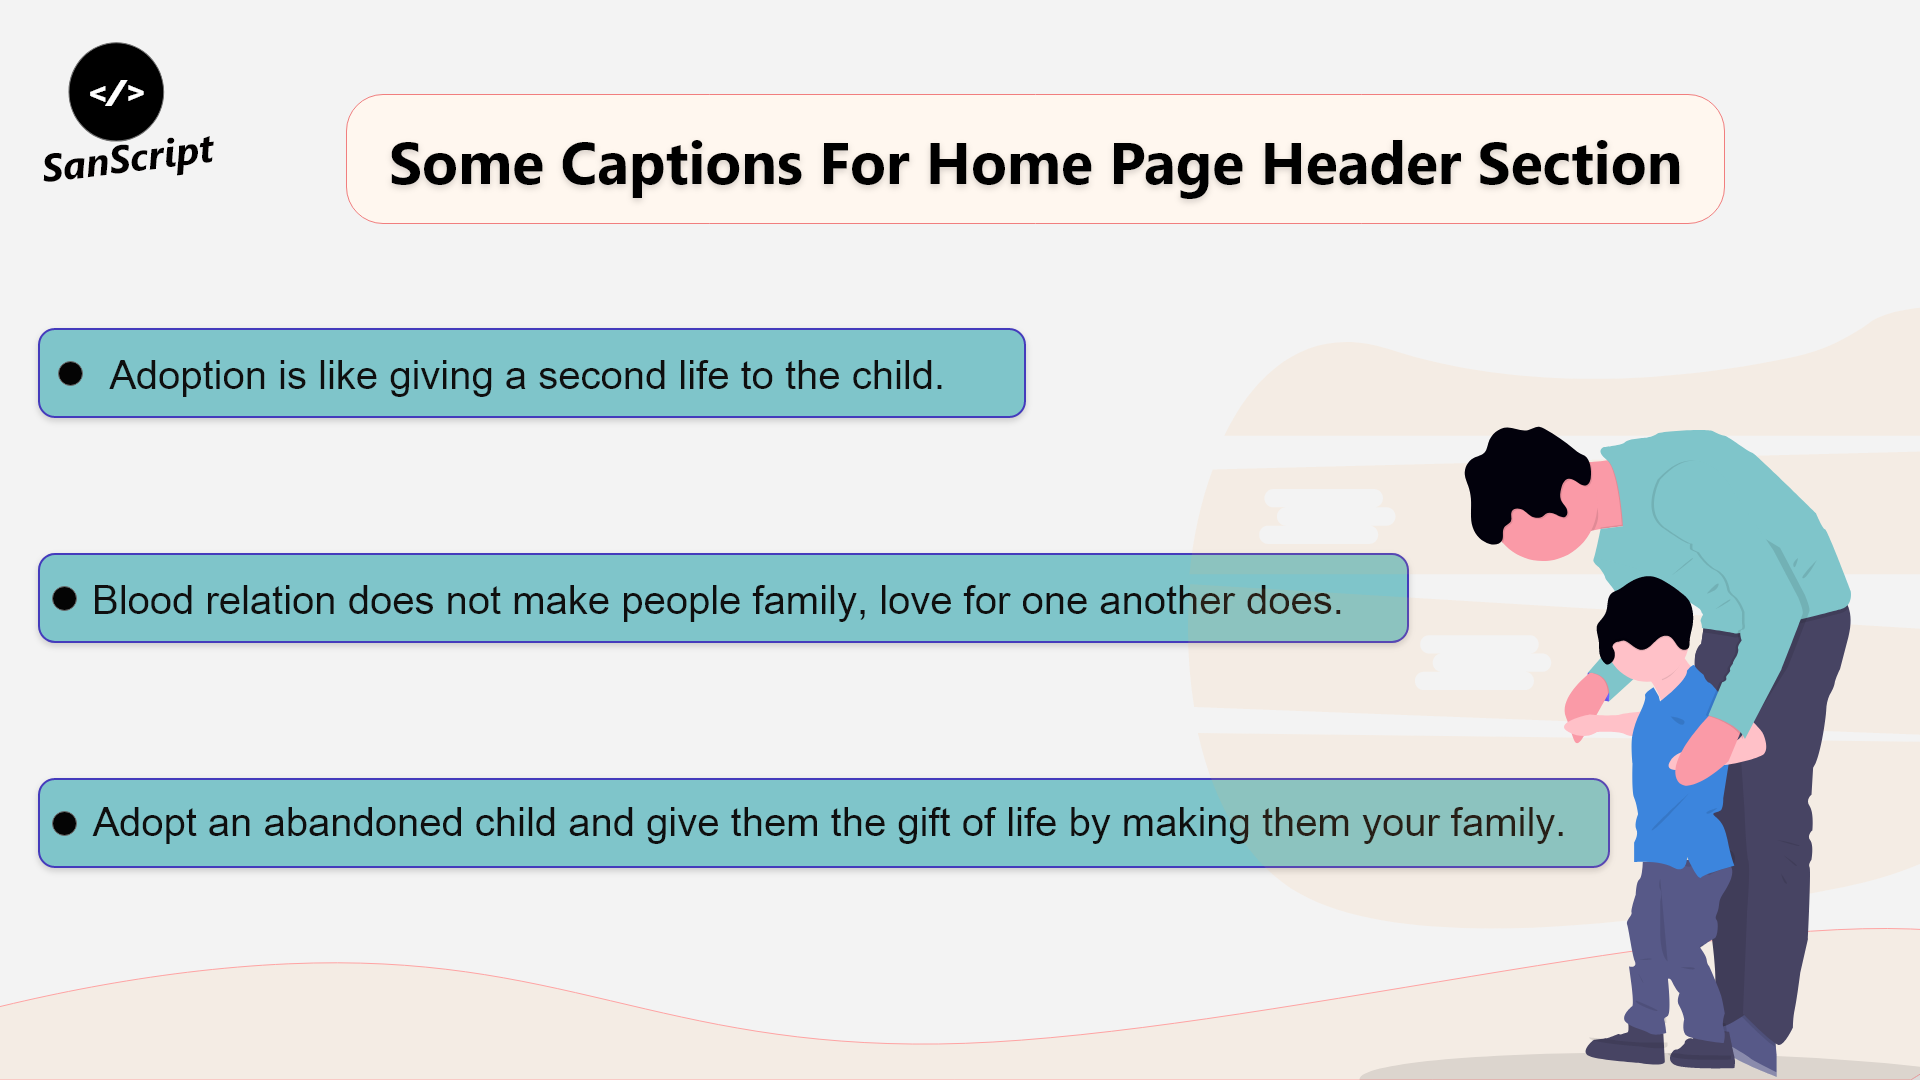 </>
SanScript
Some Captions For Home Page Header Section
Adoption is like giving a second life to the child.
Blood relation does not make people family, love for one another does.
Adopt an abandoned child and give them the gift of life by making them your family.